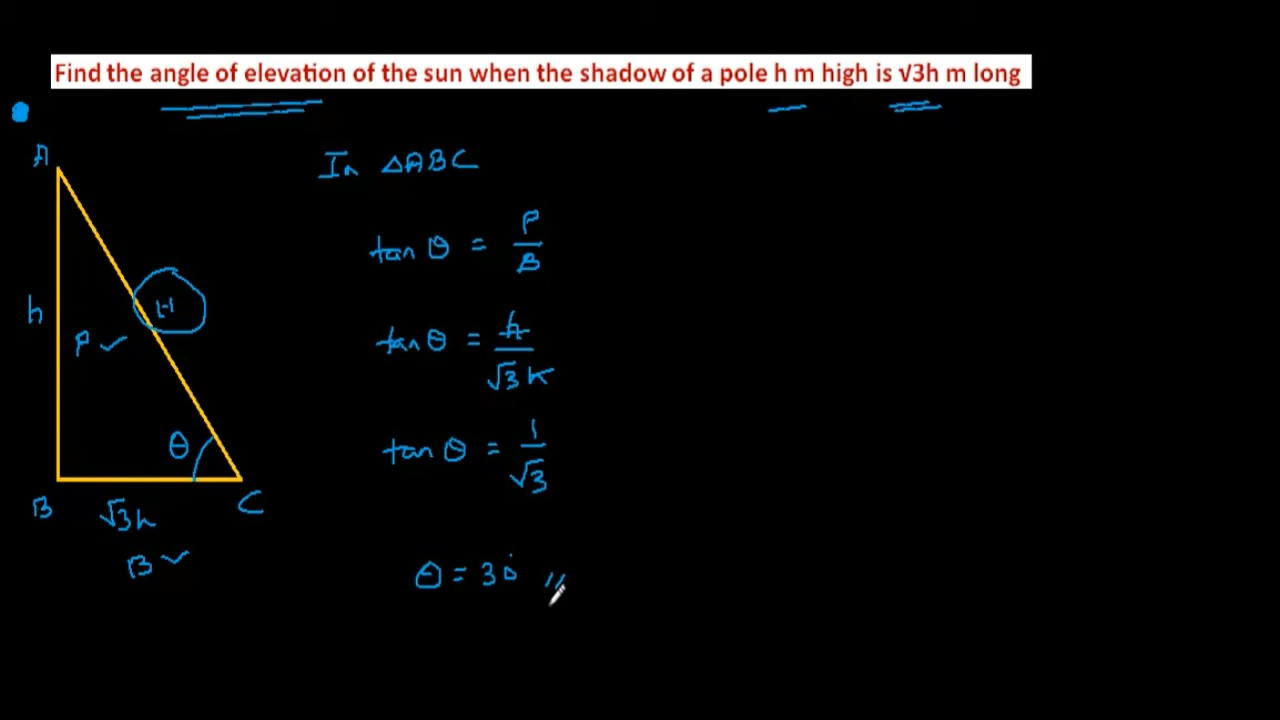 Find the angle of elevation of the sun when the shadow of a pole h m high is √3h m long
A
In △ABC
tan θ = P/B
h
H
P ✓
tan θ = h/√3h
θ
tan θ = 1/√3
B
√3h
C
B ✓
θ = 30° //